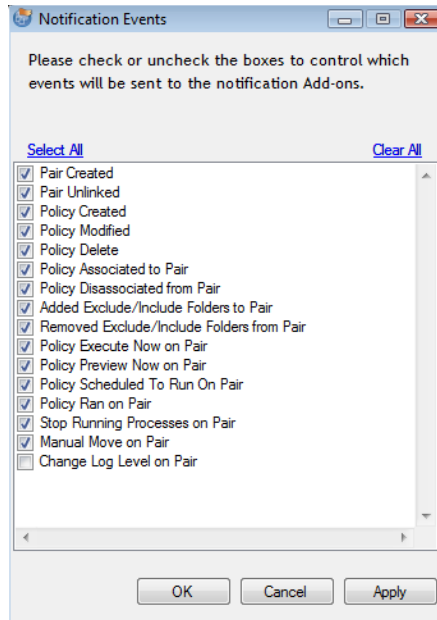 Notification Events
Please check or uncheck the boxes to control which
events will be sent to the notification Add-ons.
Select All Clear All
Pair Created
Pair Unlinked
Policy Created
Policy Modified
Policy Delete
Policy Associated to Pair
Policy Disassociated from Pair
Added Exclude/Include Folders to Pair
Removed Exclude/Include Folders from Pair
Policy Execute Now on Pair
Policy Preview Now on Pair
Policy Scheduled To Run On Pair
Policy Ran on Pair
Stop Running Processes on Pair
Manual Move on Pair
Change Log Level on Pair
OK Cancel Apply